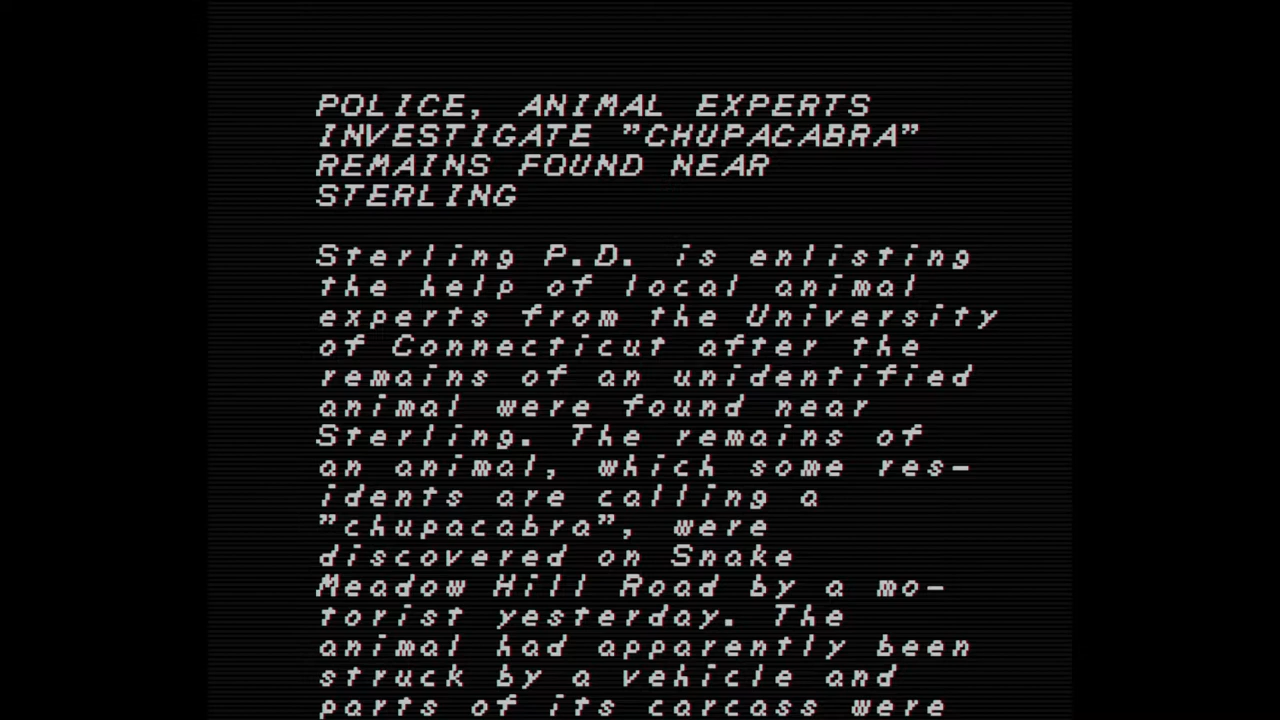 POLICE, ANIMAL EXPERTS
INVESTIGATE "CHUPACABRA"
REMAINS FOUND NEAR
STERLING
Sterling P.D. is enlisting
the help of local animal
experts from the University
of Connecticut after the
remains of an unidentified
animal were found near
Sterling. The remains of
an animal, which some res-
idents are calling a
"chupacabra", were
discovered on Snake
Meadow Hill Road by a mo-
torist yesterday. The
animal had apparently been
struck by a vehicle and
parts of its carcass were